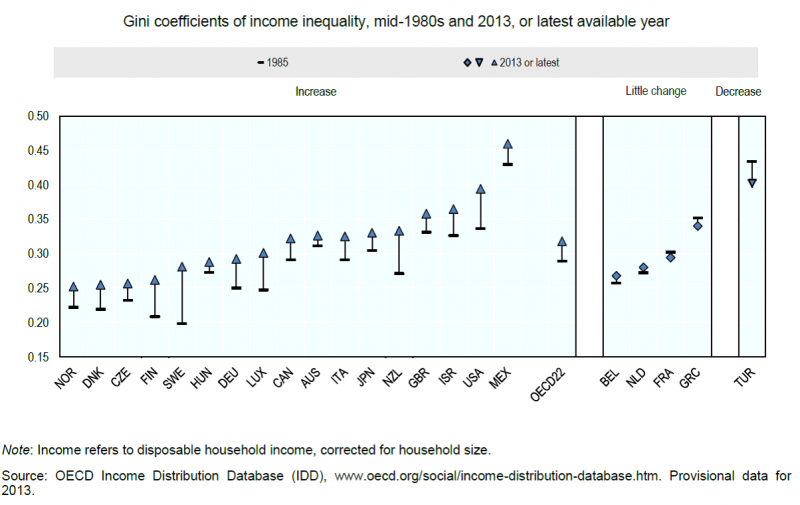 Gini coefficients of income inequality, mid-1980s and 2013, or latest available year
1985
2013 or latest
Increase
Little change
Decrease
0.50
0.45
0.40
0.35
0.30
0.25
0.20
0.15
NOR
DNK
CZE
FIN
SWE
HUN
DEU
LUX
CAN
AUS
ITA
JPN
NZL
GBR
ISR
USA
MEX
OECD22
BEL
NLD
FRA
GRC
TUR
Note: Income refers to disposable household income, corrected for household size.
Source: OECD Income Distribution Database (IDD), www.oecd.org/social/income-distribution-database.htm. Provisional data for
2013.